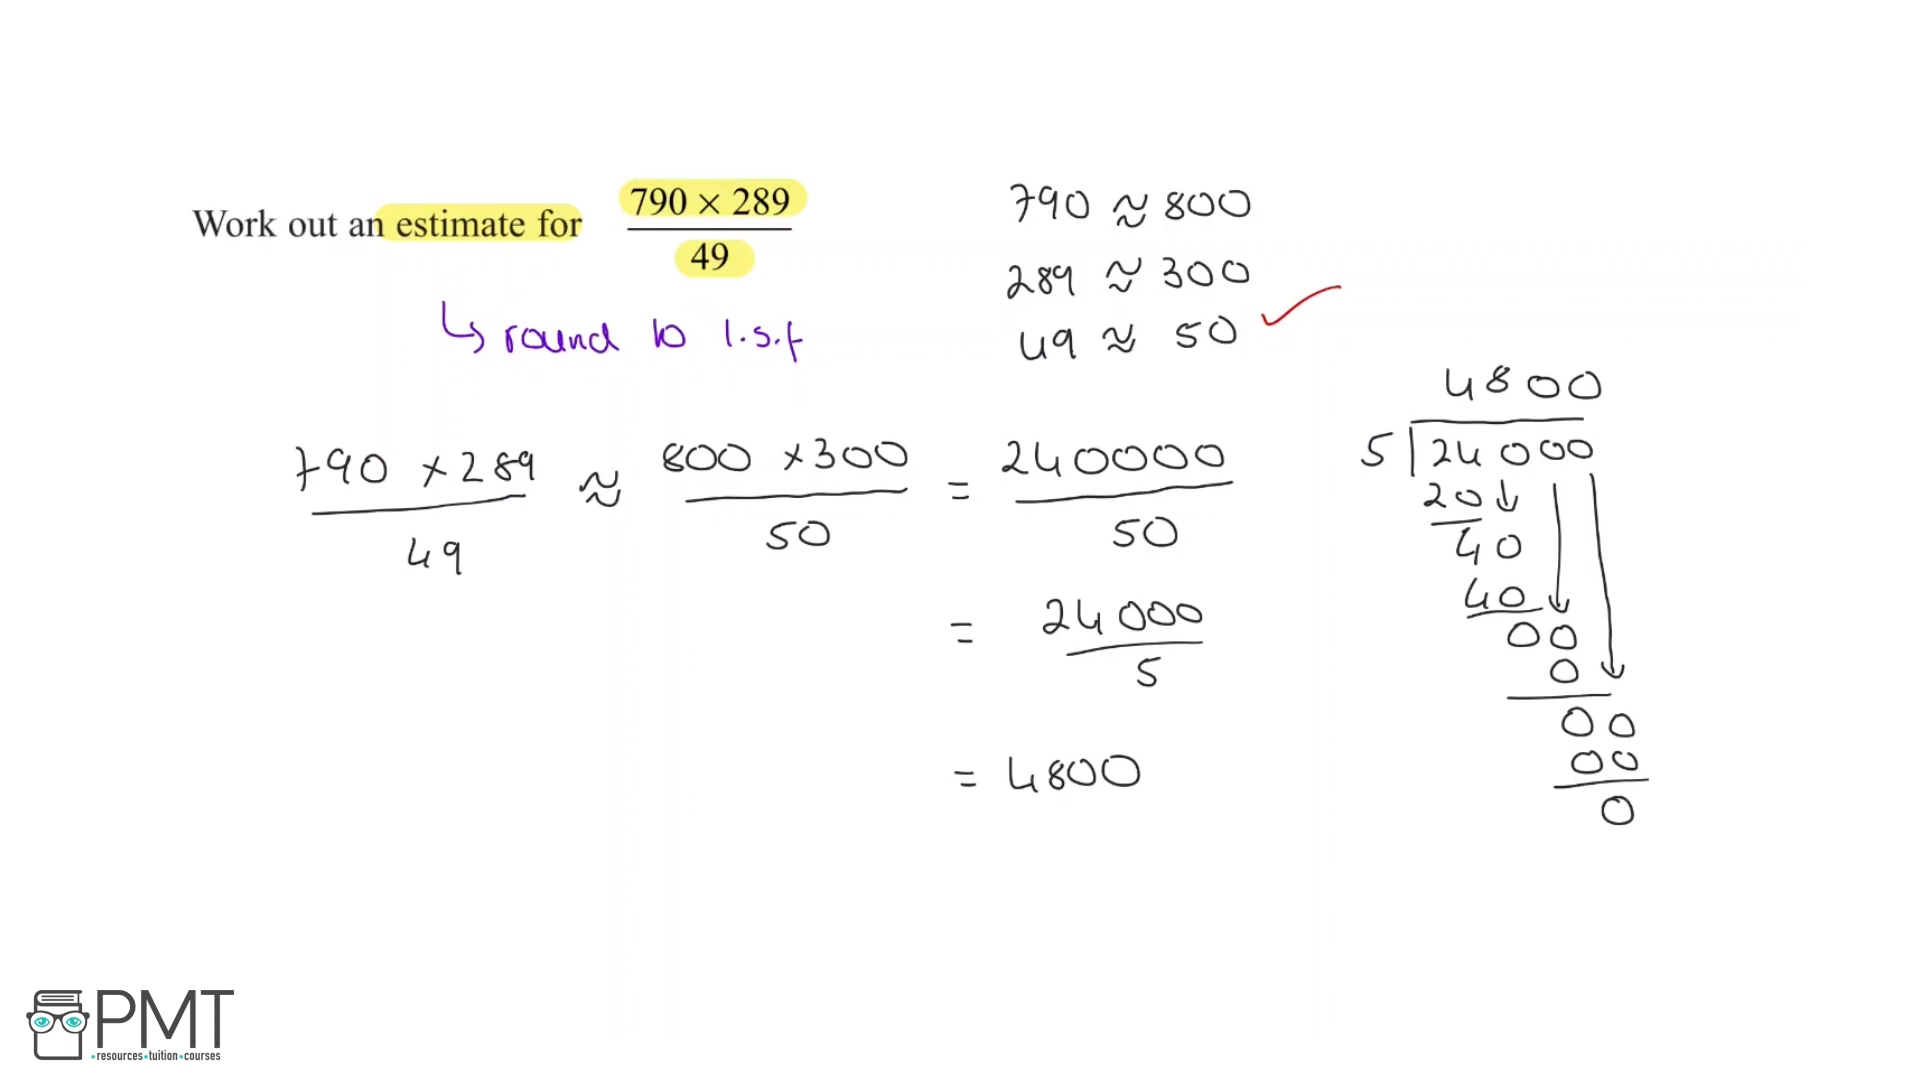 Work out an estimate for 790 × 289 / 49
790 ≈ 800
289 ≈ 300
49 ≈ 50 ✓
↳ round to 1.s.f
790 × 289 / 49 ≈ 800 × 300 / 50 = 240000 / 50
= 24000 / 5
= 4800
4800
5 | 24000
20
40
40
00
0
00
00
0
PMT
•resources•tuition•courses